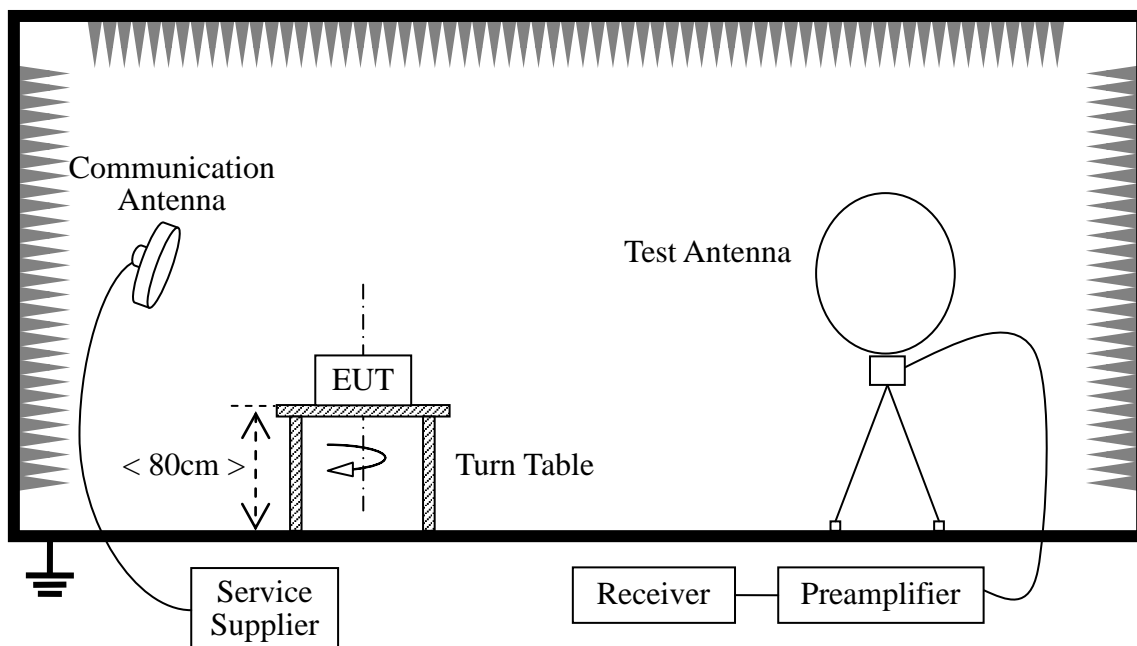 Communication
Antenna
Test Antenna
EUT
< 80cm >
Turn Table
Service
Supplier
Receiver
Preamplifier